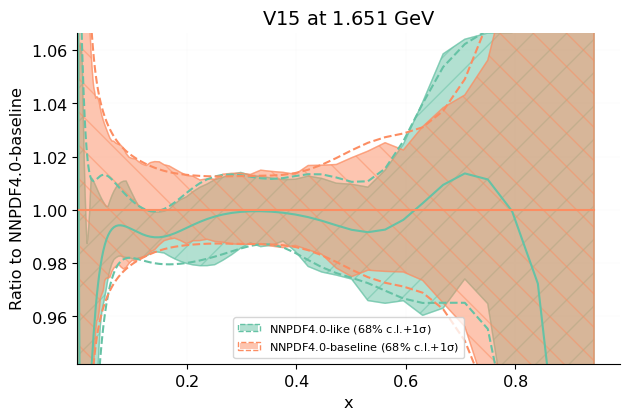 V15 at 1.651 GeV
Ratio to NNPDF4.0-baseline
1.06
1.04
1.02
1.00
0.98
0.96
NNPDF4.0-like (68% c.l.+1σ)
NNPDF4.0-baseline (68% c.l.+1σ)
0.2 0.4 0.6 0.8
x